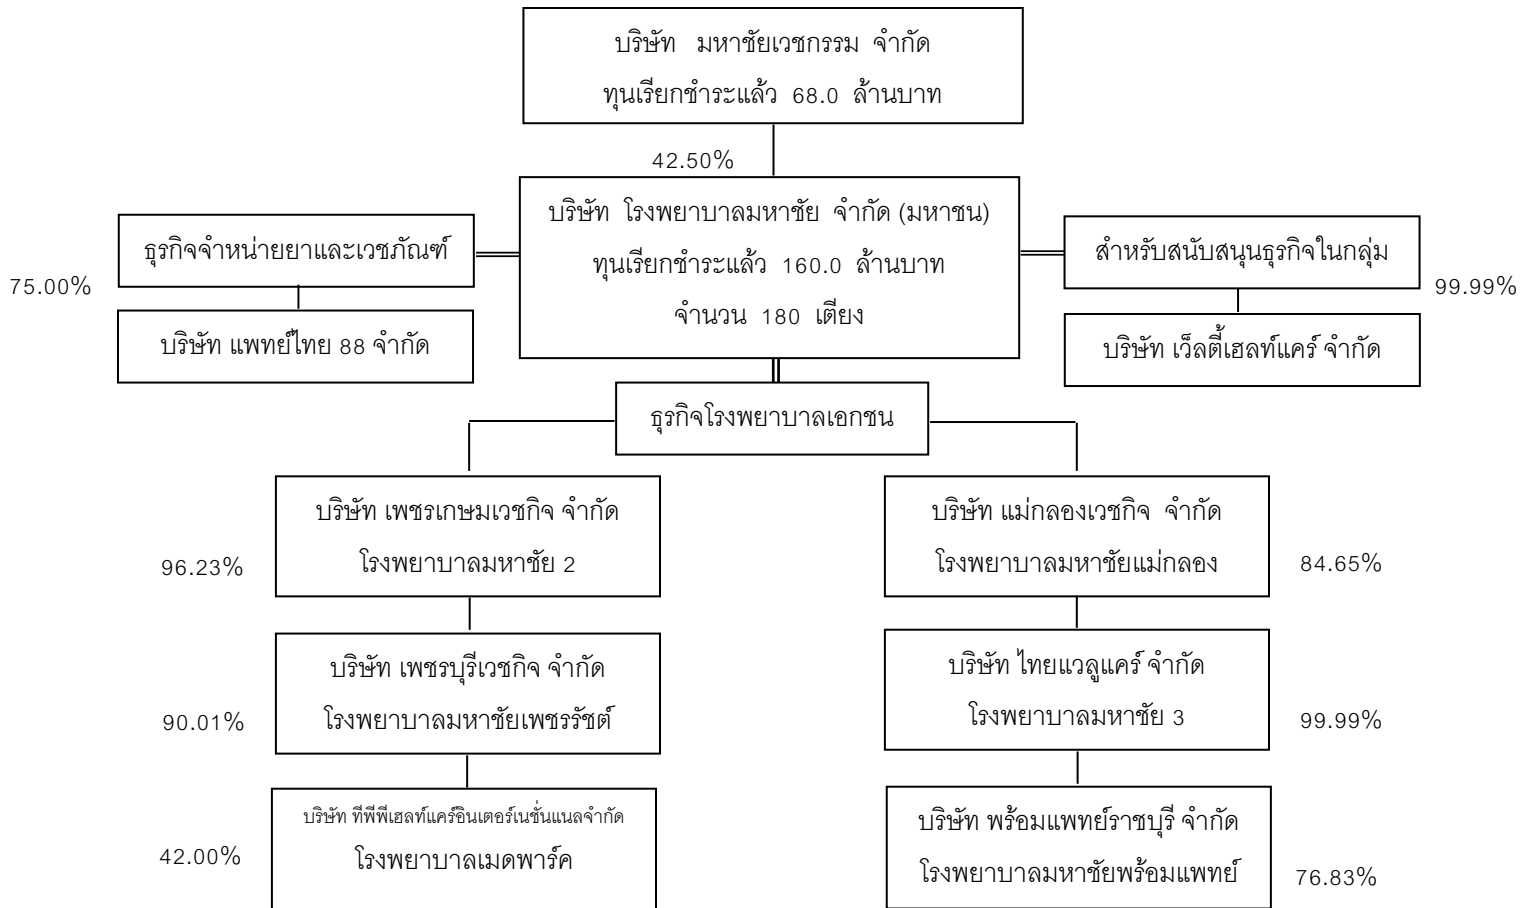 บริษัท มหาชัยเวชกรรม จำกัด
ทุนเรียกชำระแล้ว 68.0 ล้านบาท
42.50%
บริษัท โรงพยาบาลมหาชัย จำกัด (มหาชน)
ทุนเรียกชำระแล้ว 160.0 ล้านบาท
จำนวน 180 เตียง
ธุรกิจจำหน่ายยาและเวชภัณฑ์
75.00%
บริษัท แพทย์ไทย 88 จำกัด
สำหรับสนับสนุนธุรกิจในกลุ่ม
99.99%
บริษัท เว็ลตี้เฮลท์แคร์ จำกัด
ธุรกิจโรงพยาบาลเอกชน
บริษัท เพชรเกษมเวชกิจ จำกัด
โรงพยาบาลมหาชัย 2
96.23%
บริษัท แม่กลองเวชกิจ จำกัด
โรงพยาบาลมหาชัยแม่กลอง
84.65%
บริษัท เพชรบุรีเวชกิจ จำกัด
โรงพยาบาลมหาชัยเพชรรัชต์
90.01%
บริษัท ไทยแวลูแคร์ จำกัด
โรงพยาบาลมหาชัย 3
99.99%
บริษัท ทีพีพีเฮลท์แคร์อินเตอร์เนชั่นแนลจำกัด
โรงพยาบาลเมดพาร์ค
42.00%
บริษัท พร้อมแพทย์ราชบุรี จำกัด
โรงพยาบาลมหาชัยพร้อมแพทย์
76.83%